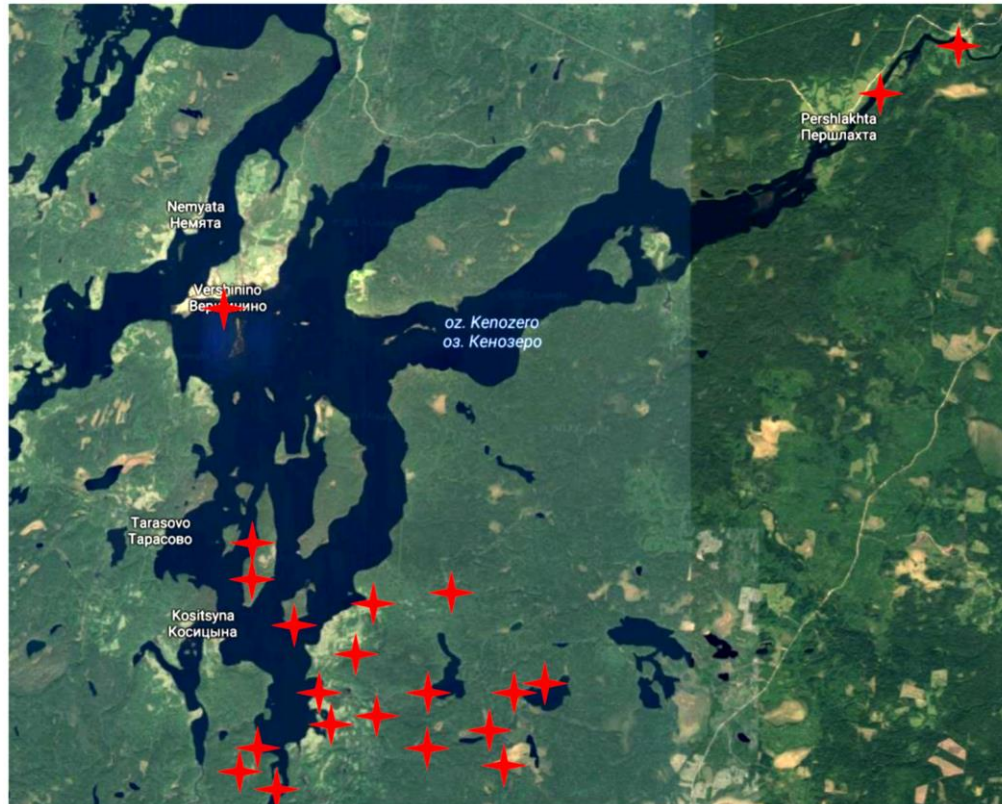 Pershlakhta
Першлахта
Nemyata
Немята
Vershinino
oz. Kenozero
оз. Кенозеро
Tarasovo
Тарасово
Kositsyna
Косицына